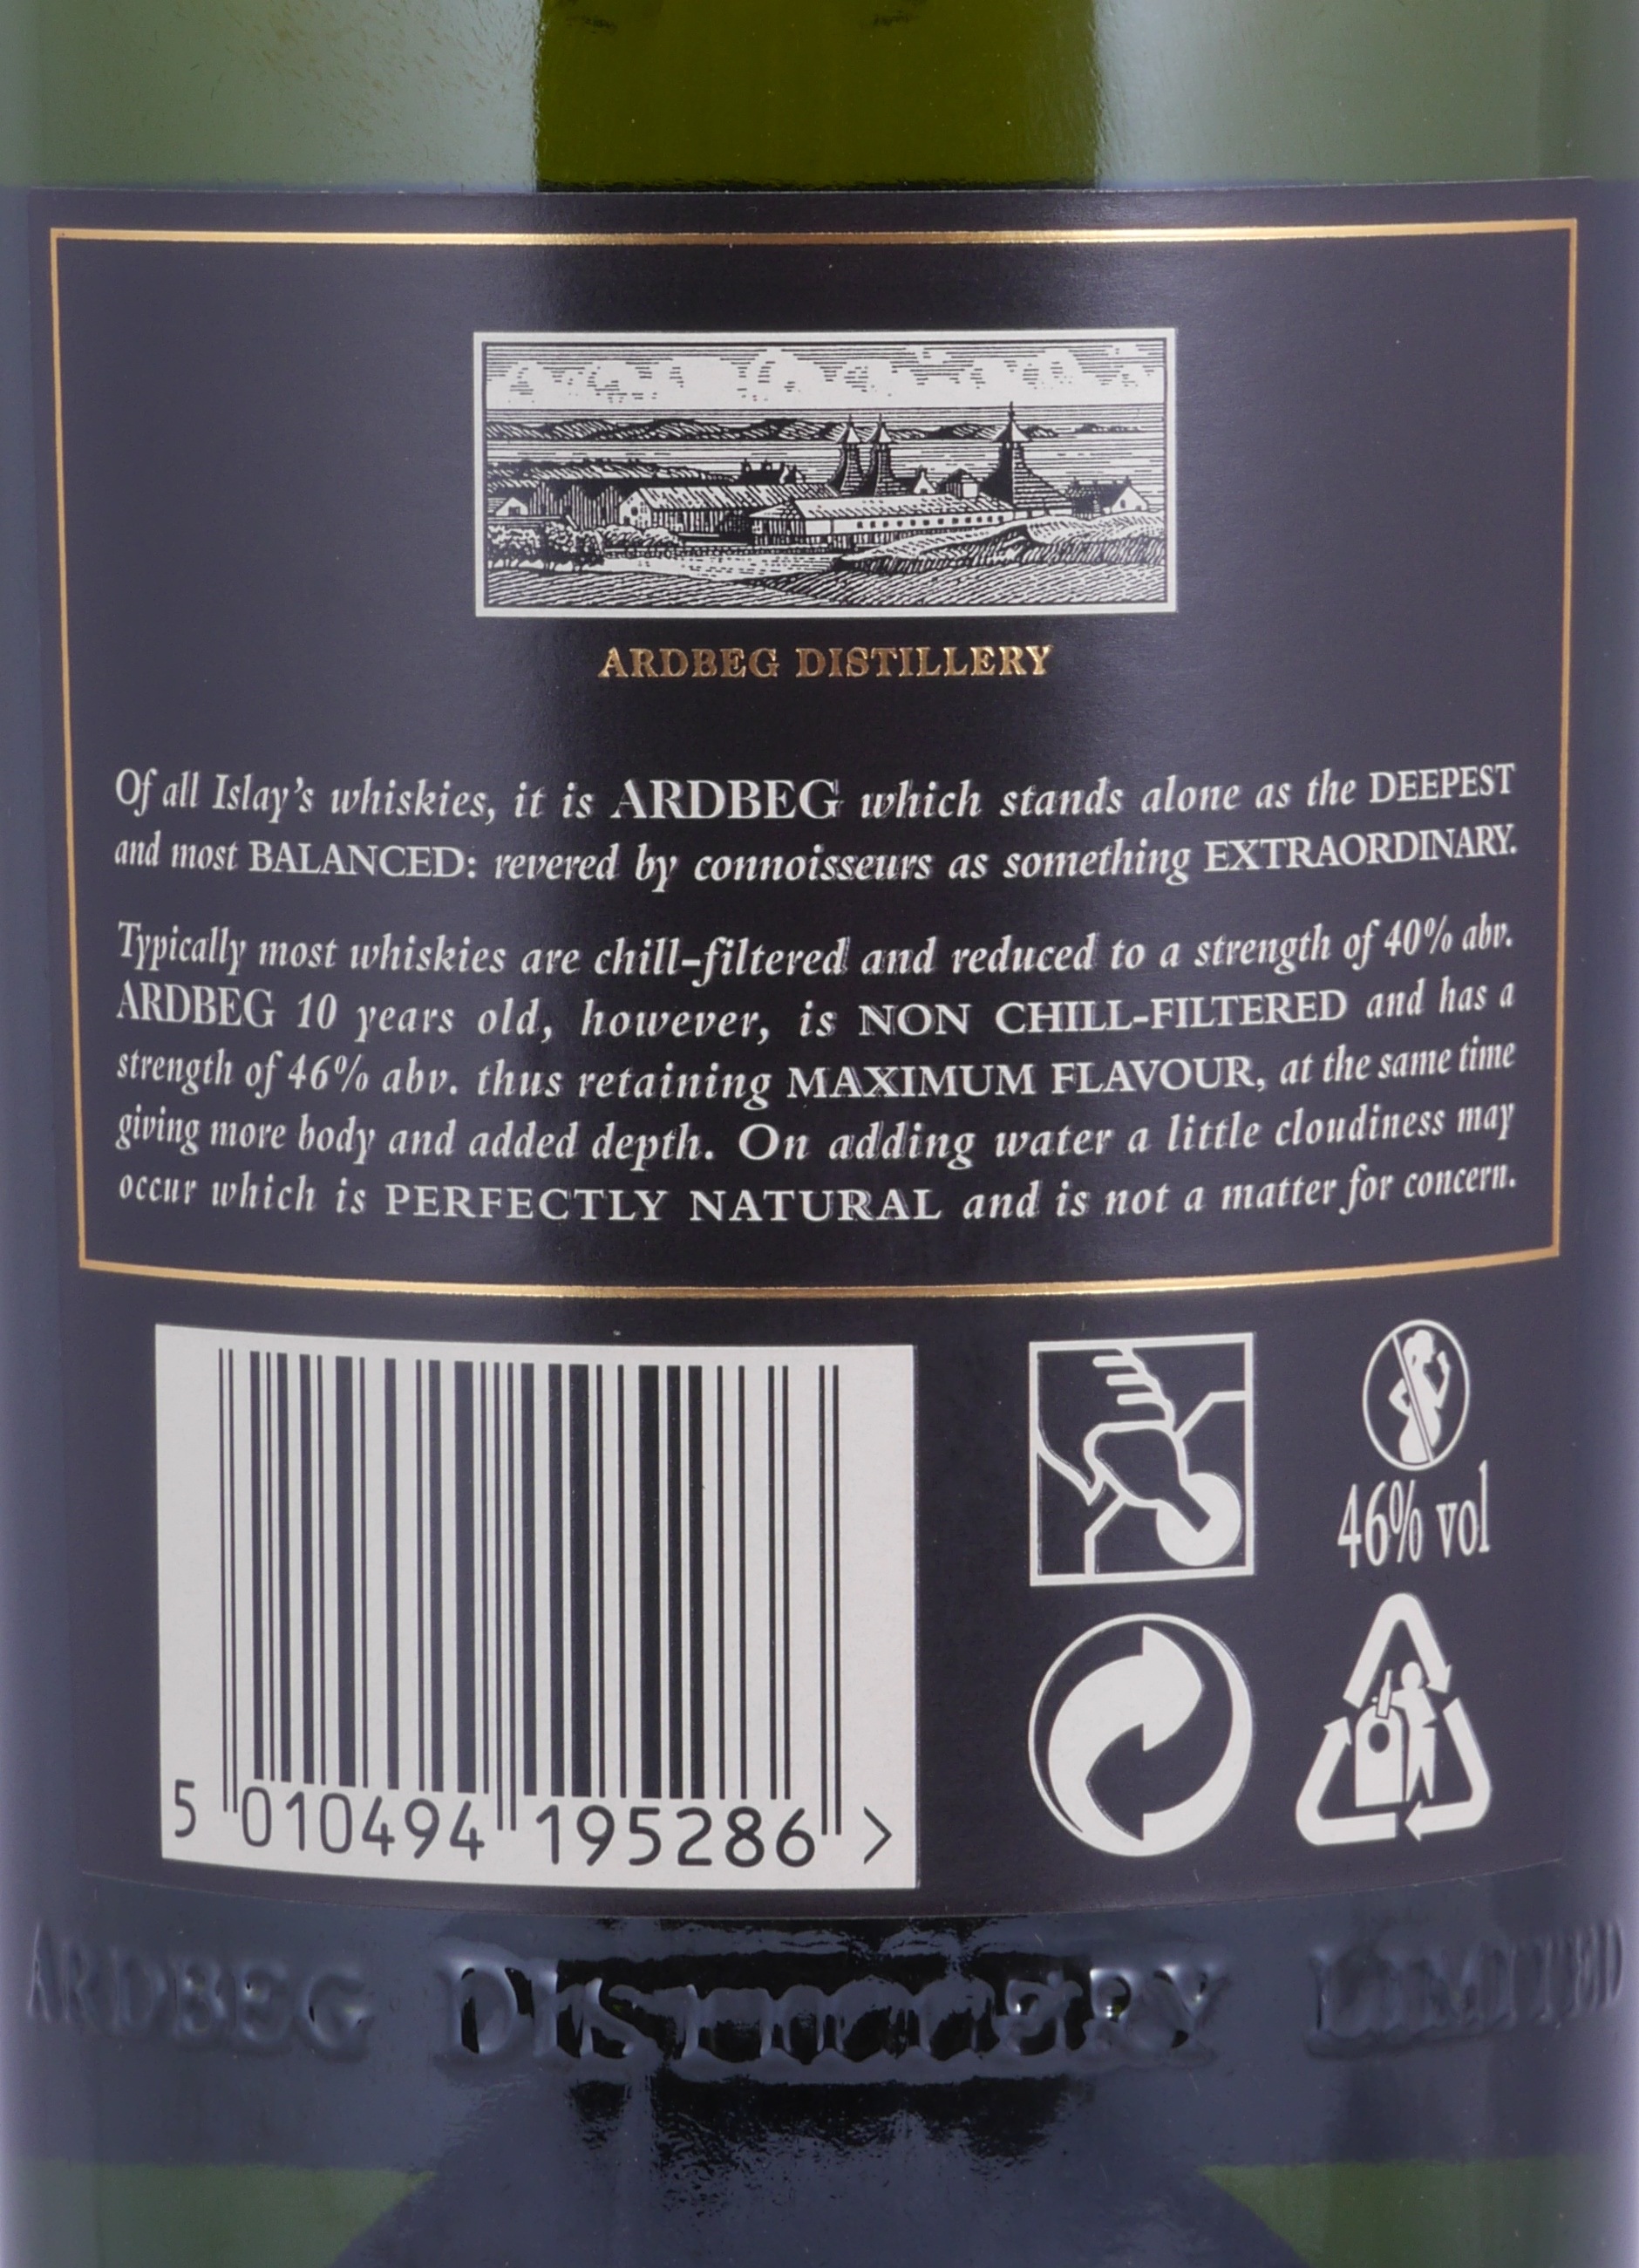 ARDBEG DISTILLERY
Of all Islay's whiskies, it is ARDBEG which stands alone as the DEEPEST
and most BALANCED: revered by connoisseurs as something EXTRAORDINARY.
Typically most whiskies are chill-filtered and reduced to a strength of 40% abv.
ARDBEG 10 years old, however, is NON CHILL-FILTERED and has a
strength of 46% abv. thus retaining MAXIMUM FLAVOUR, at the same time
giving more body and added depth. On adding water a little cloudiness may
occur which is PERFECTLY NATURAL and is not a matter for concern.
46% vol
5 010494 195286 >
ARDBEG DISTILLERY LIMITED